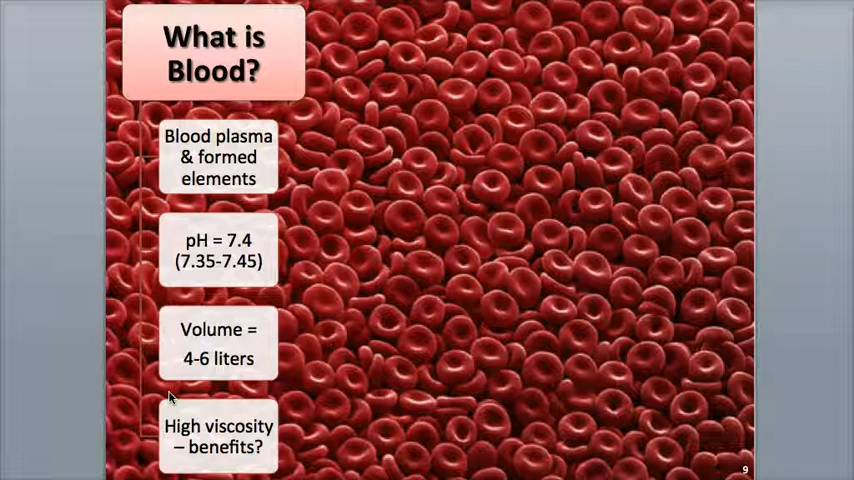 What is
Blood?
Blood plasma
& formed
elements
pH = 7.4
(7.35-7.45)
Volume =
4-6 liters
High viscosity
– benefits?
9